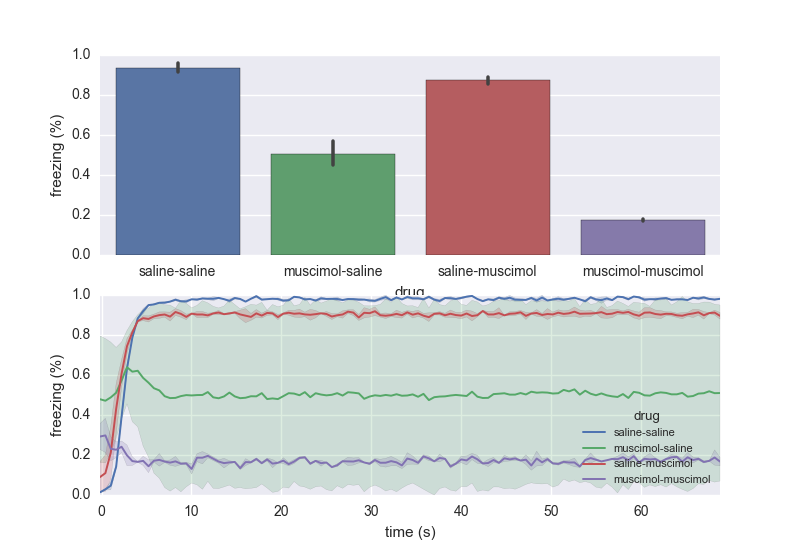 1.0
0.8
0.6
0.4
0.2
0.0
freezing (%)
saline-saline muscimol-saline saline-muscimol muscimol-muscimol
drug
1.0
0.8
0.6
0.4
0.2
0.0
freezing (%)
drug
saline-saline
muscimol-saline
saline-muscimol
muscimol-muscimol
0 10 20 30 40 50 60
time (s)